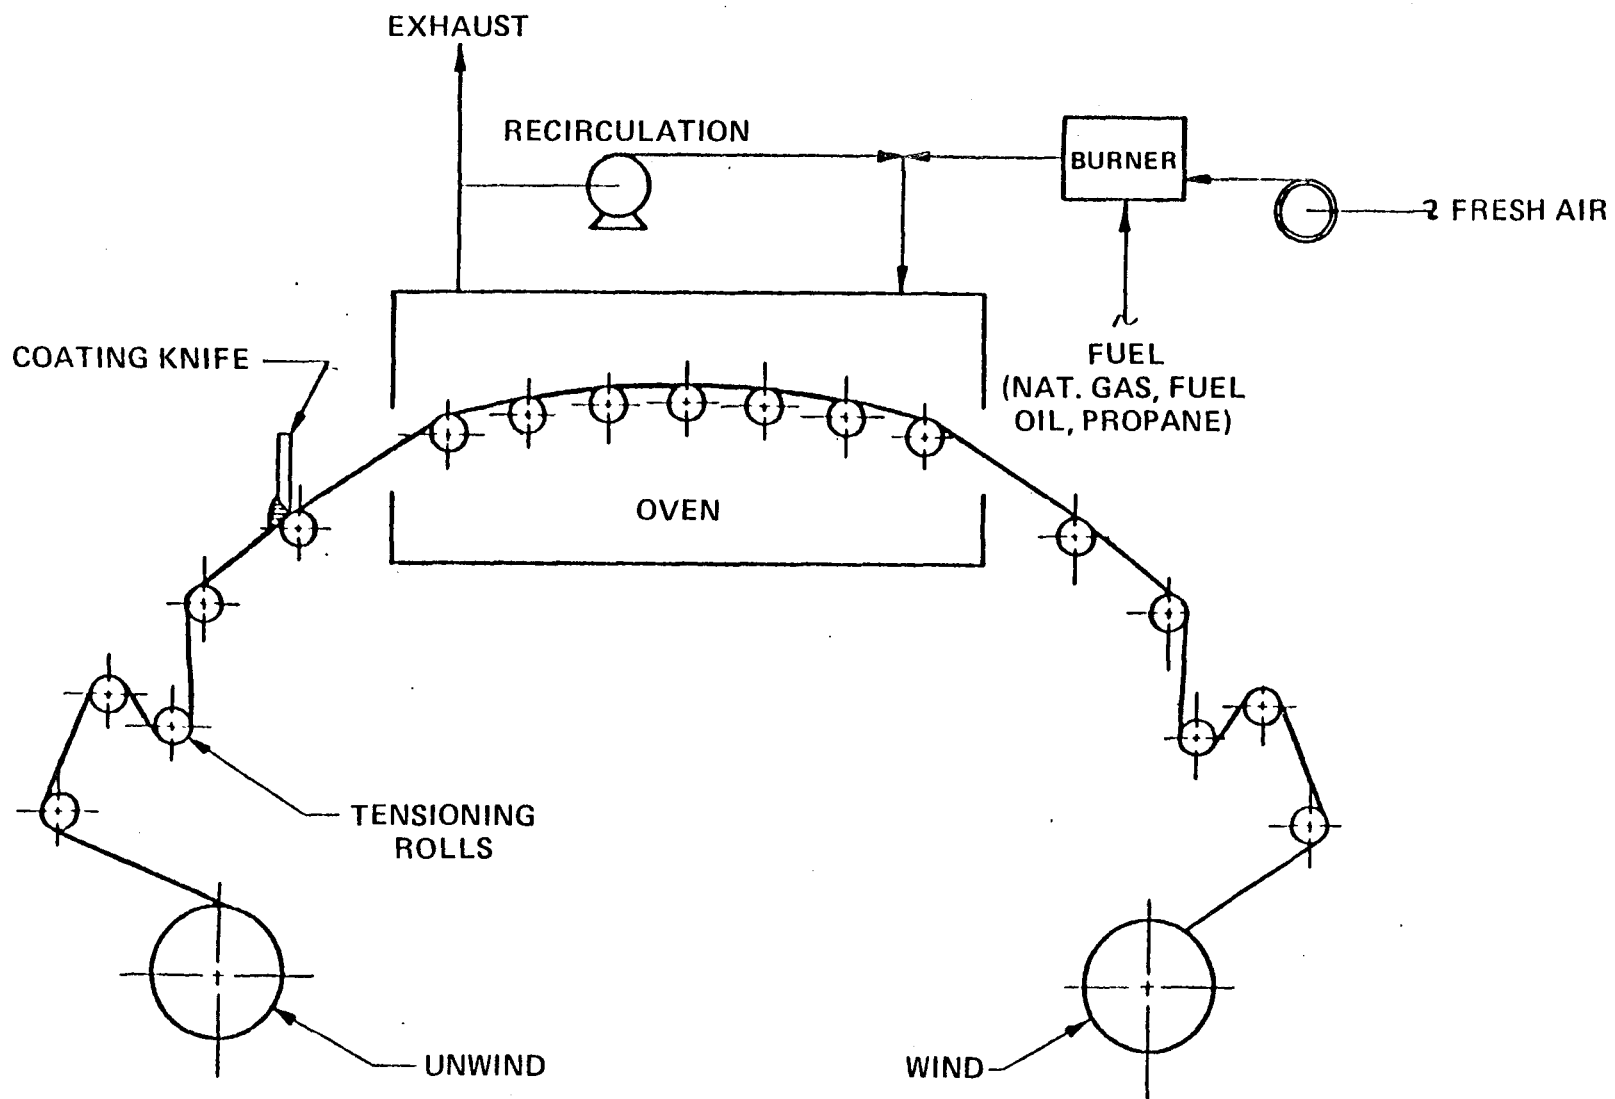 EXHAUST
RECIRCULATION
BURNER
FRESH AIR
COATING KNIFE
FUEL
(NAT. GAS, FUEL
OIL, PROPANE)
OVEN
TENSIONING
ROLLS
UNWIND
WIND